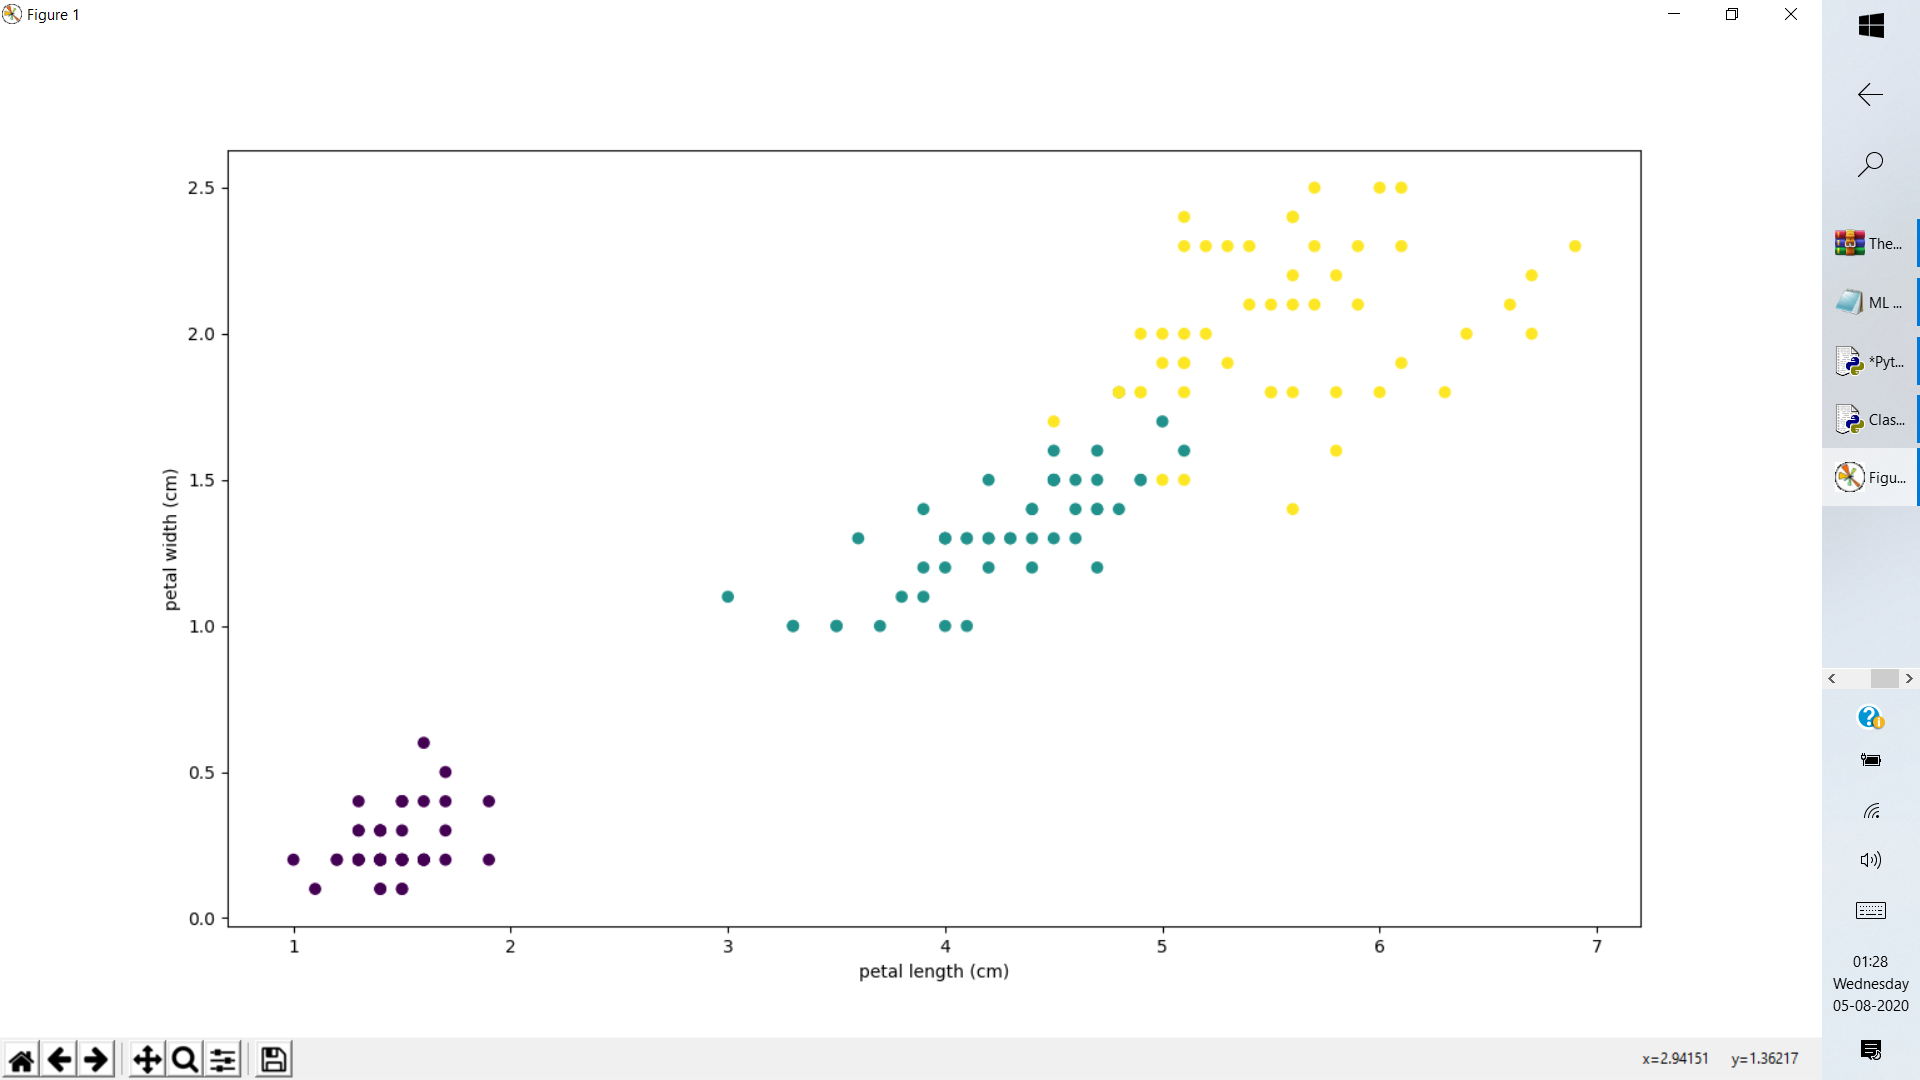 Figure 1
2.5
2.0
1.5
1.0
0.5
0.0
petal width (cm)
1 2 3 4 5 6 7
petal length (cm)
x=2.94151 y=1.36217
The...
ML ...
*Pyt...
Clas...
Figu...
01:28
Wednesday
05-08-2020